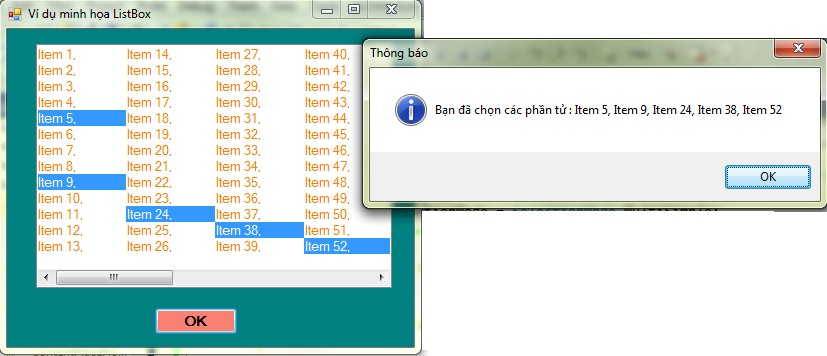 Ví dụ minh họa ListBox
Item 1,
Item 2,
Item 3,
Item 4,
Item 5,
Item 6,
Item 7,
Item 8,
Item 9,
Item 10,
Item 11,
Item 12,
Item 13,
Item 14,
Item 15,
Item 16,
Item 17,
Item 18,
Item 19,
Item 20,
Item 21,
Item 22,
Item 23,
Item 24,
Item 25,
Item 26,
Item 27,
Item 28,
Item 29,
Item 30,
Item 31,
Item 32,
Item 33,
Item 34,
Item 35,
Item 36,
Item 37,
Item 38,
Item 39,
Item 40,
Item 41,
Item 42,
Item 43,
Item 44,
Item 45,
Item 46,
Item 47,
Item 48,
Item 49,
Item 50,
Item 51,
Item 52,
OK
Thông báo
Bạn đã chọn các phần tử : Item 5, Item 9, Item 24, Item 38, Item 52
OK